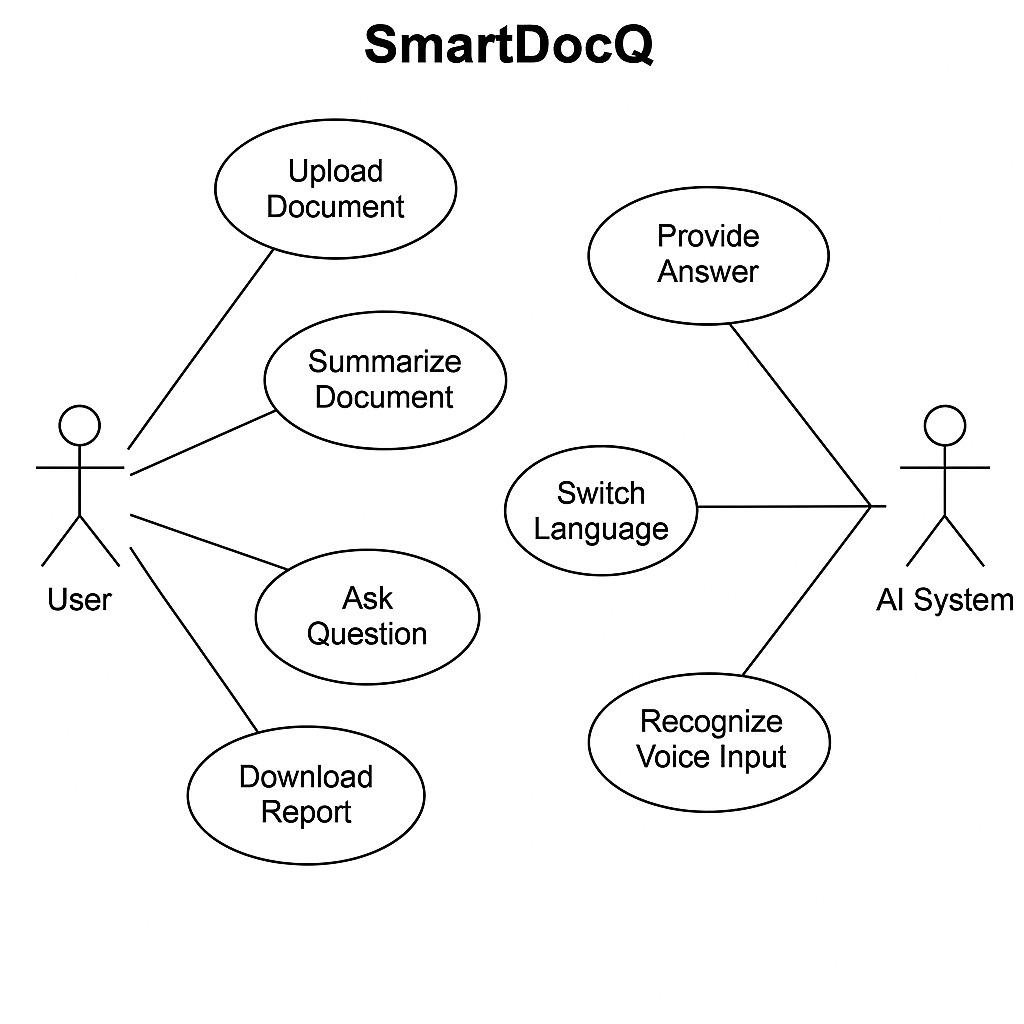 SmartDocQ
Upload
Document
Provide
Answer
Summarize
Document
Switch
Language
User
AI System
Ask
Question
Recognize
Voice Input
Download
Report